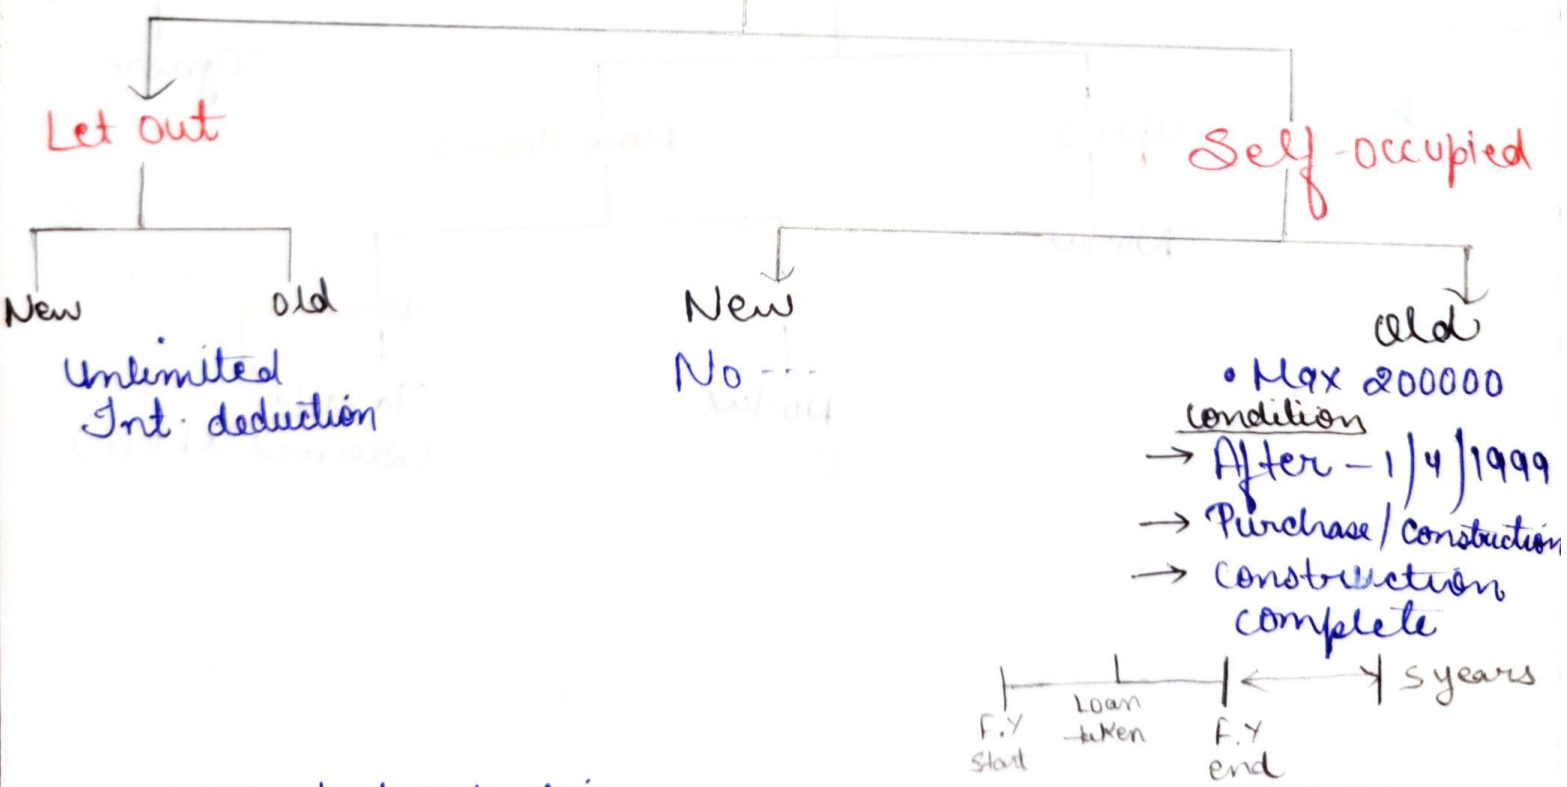 Let out
Self-occupied
New
Old
Unlimited
Int. deduction
New
No ----
Old
• Max 200000
Condition
→ After - 1/4/1999
→ Purchase/Constuction
→ Construction
complete
5 years
F.Y
Start
Loan
taken
F.Y
end